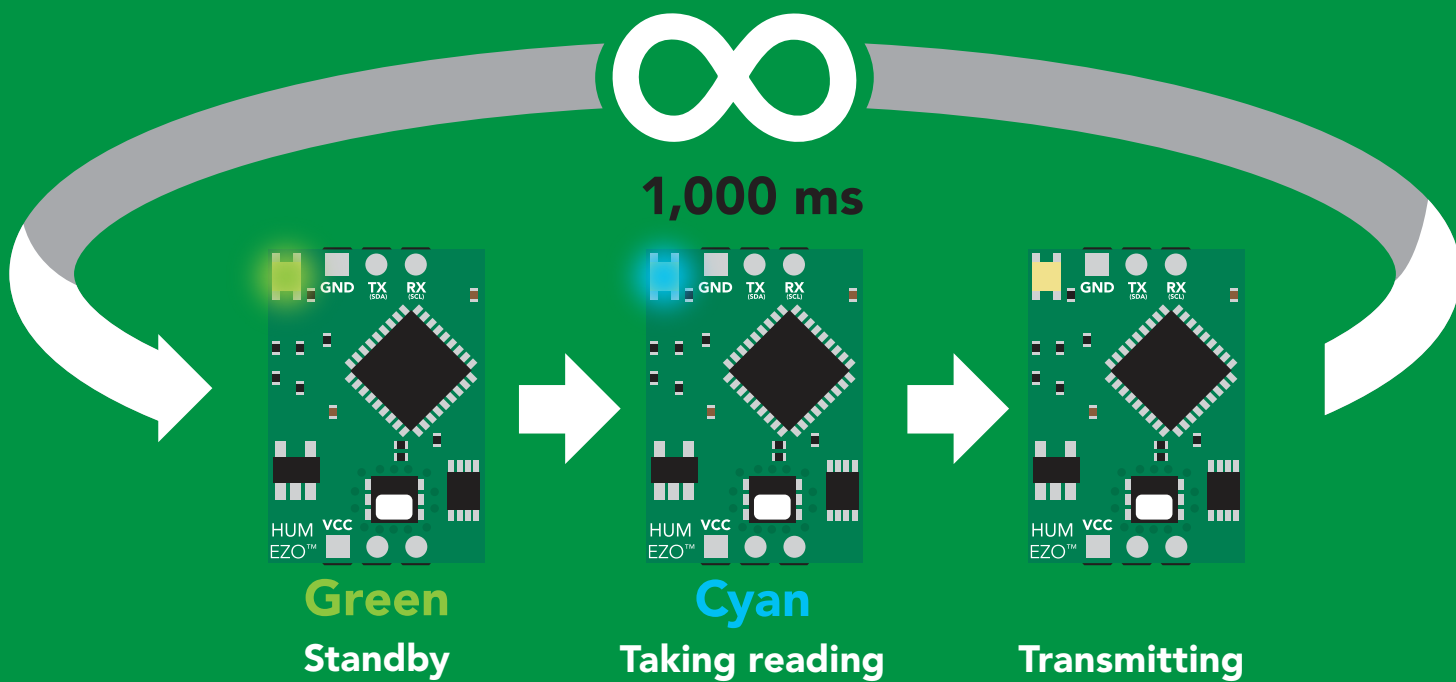 1,000 ms
GND TX RX
(SDA) (SCL)
HUM VCC
EZO™
Green
Standby
GND TX RX
(SDA) (SCL)
HUM VCC
EZO™
Cyan
Taking reading
GND TX RX
(SDA) (SCL)
HUM VCC
EZO™
Transmitting